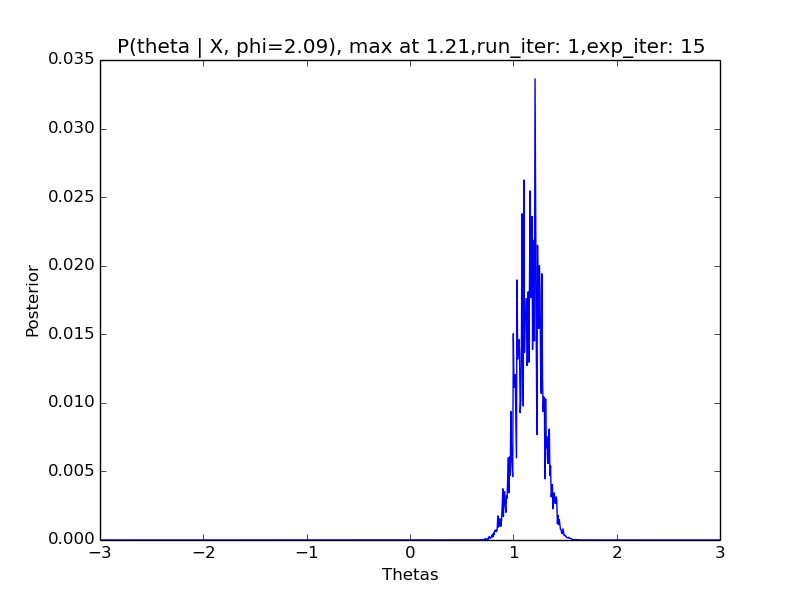 P(theta | X, phi=2.09), max at 1.21,run_iter: 1,exp_iter: 15
0.035
0.030
0.025
0.020
0.015
0.010
0.005
0.000
Posterior
−3 −2 −1 0 1 2 3
Thetas